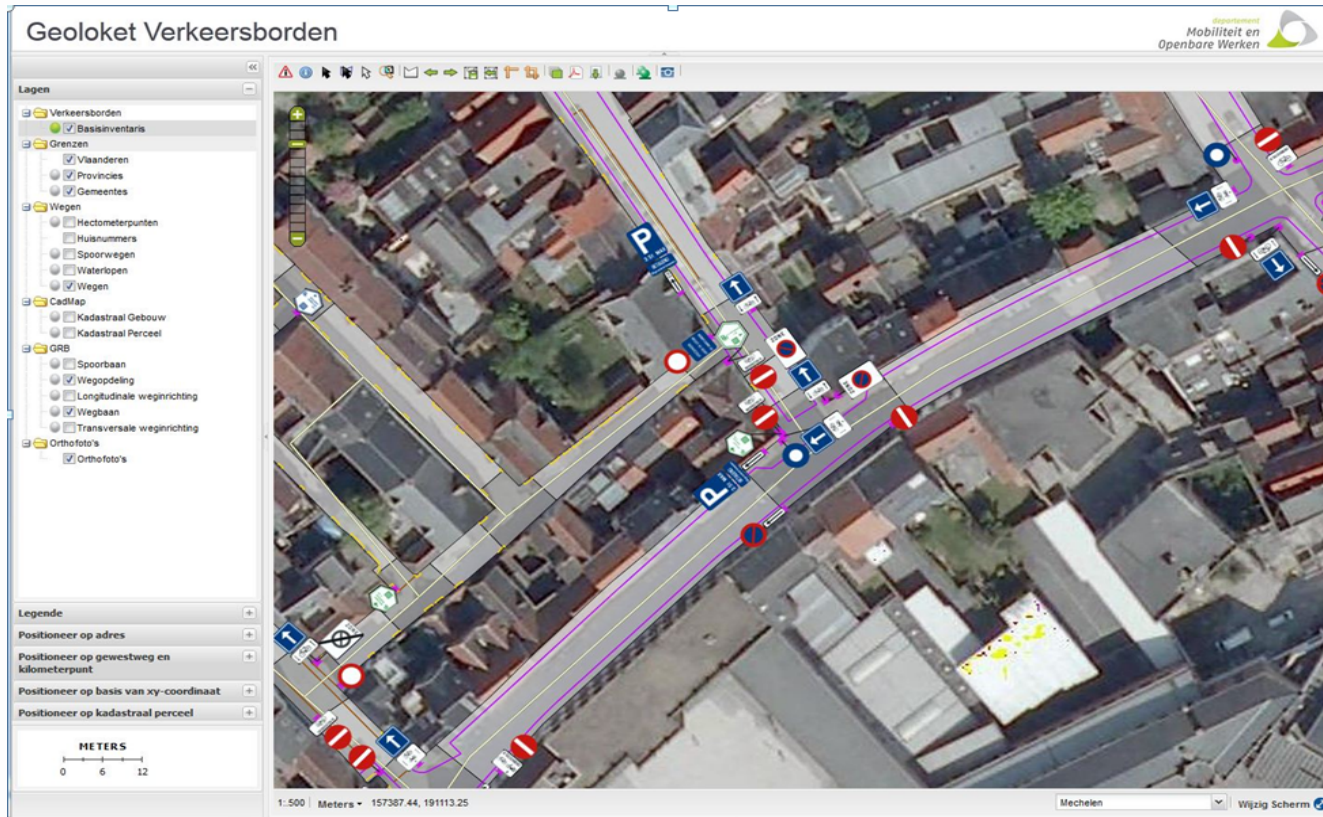 Geoloket Verkeersborden
departement
Mobiliteit en
Openbare Werken
Lagen
Verkeersborden
Basisinventaris
Grenzen
Vlaanderen
Provincies
Gemeentes
Wegen
Hectometerpunten
Huisnummers
Spoorwegen
Waterlopen
Wegen
CadMap
Kadastraal Gebouw
Kadastraal Perceel
GRB
Spoorbaan
Wegopdeling
Longitudinale weginrichting
Wegbaan
Transversale weginrichting
Orthofoto's
Orthofoto's
Legende
Positioneer op adres
Positioneer op gewestweg en
kilometerpunt
Positioneer op basis van xy-coordinaat
Positioneer op kadastraal perceel
METERS
0 6 12
P
ZONE
ZONE
P
1:.500 Meters 157387.44, 191113.25
Mechelen
Wijzig Scherm